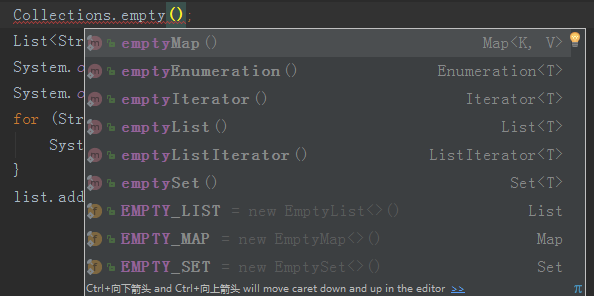 Collections.empty();
List<Str
System.
System.
for (Str
Syst
}
list.add
emptyMap() Map<K, V>
emptyEnumeration() Enumeration<T>
emptyIterator() Iterator<T>
emptyList() List<T>
emptyListIterator() ListIterator<T>
emptySet() Set<T>
EMPTY_LIST = new EmptyList<>() List
EMPTY_MAP = new EmptyMap<>() Map
EMPTY_SET = new EmptySet<>() Set
Ctrl+向下箭头 and Ctrl+向上箭头 will move caret down and up in the editor >> π